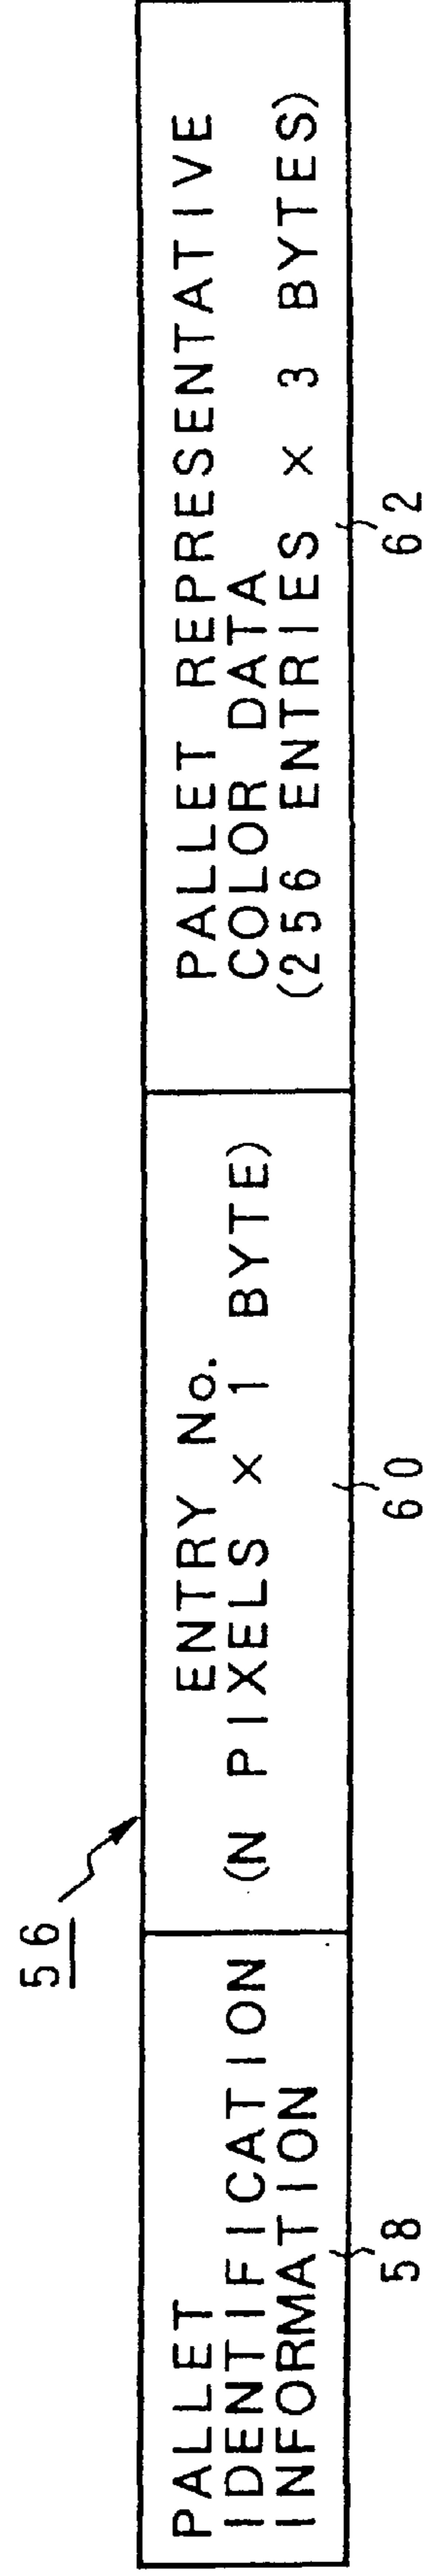 56
PALLET
IDENTIFICATION
INFORMATION
58
ENTRY No.
(N PIXELS × 1 BYTE)
60
PALLET REPRESENTATIVE
COLOR DATA
(256 ENTRIES × 3 BYTES)
62